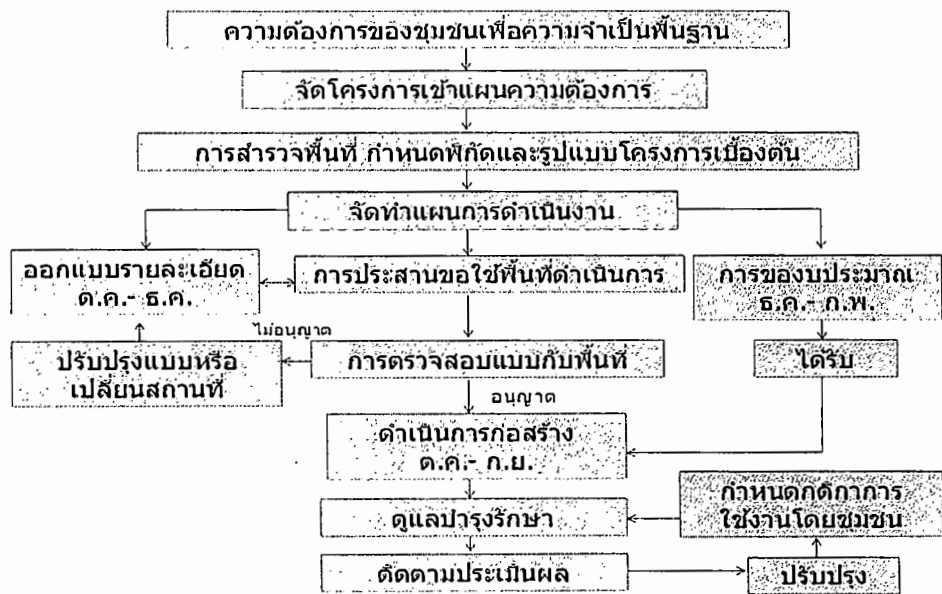 ความต้องการของชุมชนเพื่อความจำเป็นพื้นฐาน
จัดโครงการเข้าแผนความต้องการ
การสำรวจพื้นที่ กำหนดพิกัดและรูปแบบโครงการเบื้องต้น
จัดทำแผนการดำเนินงาน
ออกแบบรายละเอียด
ต.ค.- ธ.ค.
การประสานขอใช้พื้นที่ดำเนินการ
การของบประมาณ
ธ.ค.- ก.พ.
ไม่อนุญาต
ปรับปรุงแบบหรือ
เปลี่ยนสถานที่
การตรวจสอบแบบกับพื้นที่
ได้รับ
อนุญาต
ดำเนินการก่อสร้าง
ต.ค.- ก.ย.
กำหนดกติกาการ
ใช้งานโดยชุมชน
ดูแลบำรุงรักษา
ติดตามประเมินผล
ปรับปรุง